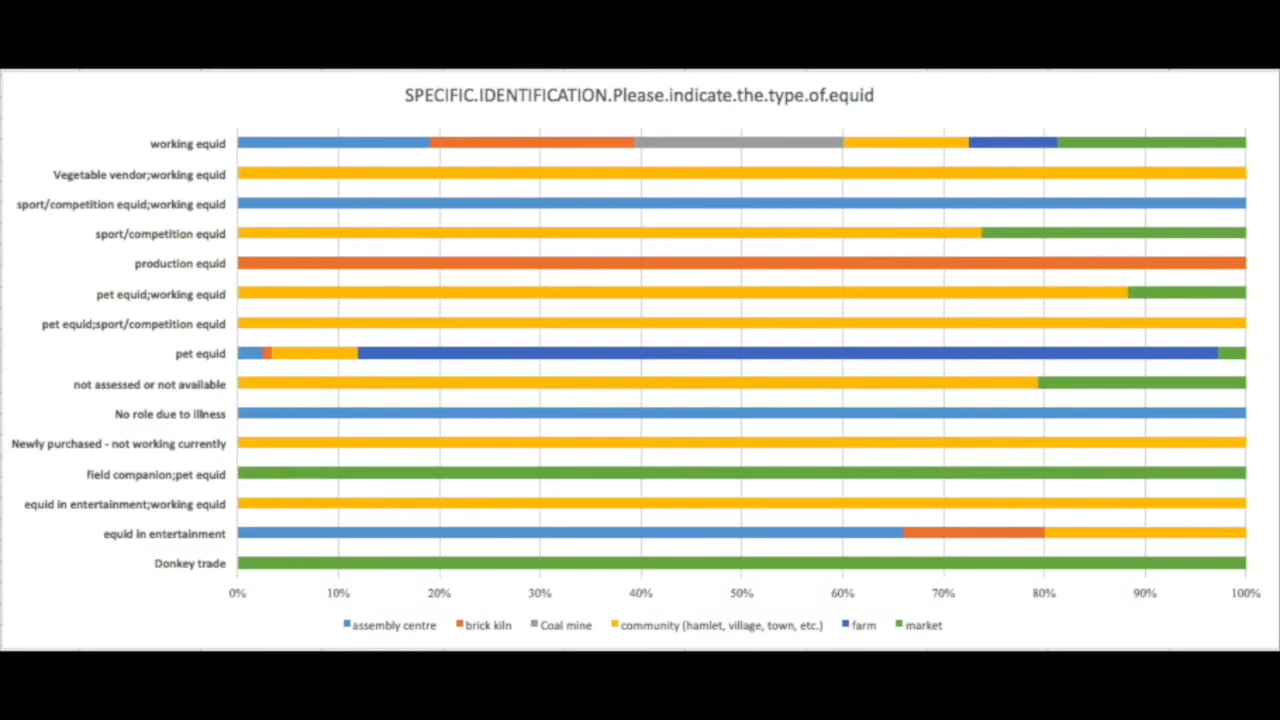 SPECIFIC.IDENTIFICATION.Please.indicate.the.type.of.equid
working equid
Vegetable vendor;working equid
sport/competition equid;working equid
sport/competition equid
production equid
pet equid;working equid
pet equid;sport/competition equid
pet equid
not assessed or not available
No role due to illness
Newly purchased - not working currently
field companion;pet equid
equid in entertainment;working equid
equid in entertainment
Donkey trade
0% 10% 20% 30% 40% 50% 60% 70% 80% 90% 100%
assembly centre brick kiln Coal mine community (hamlet, village, town, etc.) farm market